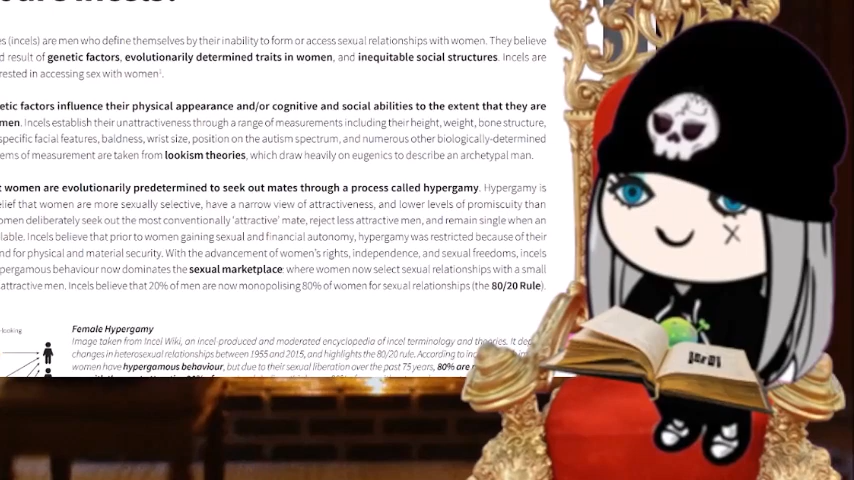 es (incels) are men who define themselves by their inability to form or access sexual relationships with women. They believe
d result of genetic factors, evolutionarily determined traits in women, and inequitable social structures. Incels are
rested in accessing sex with women¹.
etic factors influence their physical appearance and/or cognitive and social abilities to the extent that they are
men. Incels establish their unattractiveness through a range of measurements including their height, weight, bone structure,
specific facial features, baldness, wrist size, position on the autism spectrum, and numerous other biologically-determined
ems of measurement are taken from lookism theories, which draw heavily on eugenics to describe an archetypal man.
t women are evolutionarily predetermined to seek out mates through a process called hypergamy. Hypergamy is
elief that women are more sexually selective, have a narrow view of attractiveness, and lower levels of promiscuity than
omen deliberately seek out the most conventionally 'attractive' mate, reject less attractive men, and remain single when an
ilable. Incels believe that prior to women gaining sexual and financial autonomy, hypergamy was restricted because of their
nd for physical and material security. With the advancement of women's rights, independence, and sexual freedoms, incels
pergamous behaviour now dominates the sexual marketplace: where women now select sexual relationships with a small
attractive men. Incels believe that 20% of men are now monopolising 80% of women for sexual relationships (the 80/20 Rule).
looking
Female Hypergamy
Image taken from Incel Wiki, an incel produced and moderated encyclopedia of incel terminology and theories. It
changes in heterosexual relationships between 1955 and 2015, and highlights the 80/20 rule. According to
women have hypergamous behaviour, but due to their sexual liberation over the past 75 years, 80% are